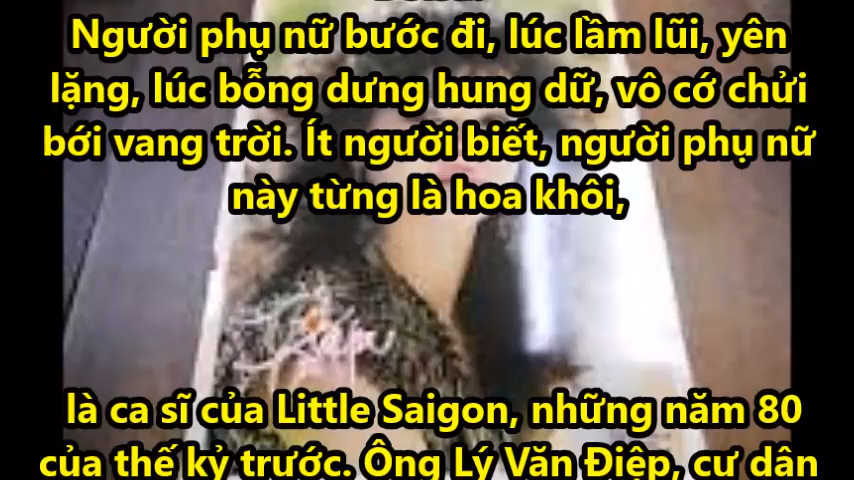 Người phụ nữ bước đi, lúc lầm lũi, yên
lặng, lúc bỗng dưng hung dữ, vô cớ chửi
bới vang trời. Ít người biết, người phụ nữ
này từng là hoa khôi,
là ca sĩ của Little Saigon, những năm 80
của thế kỷ trước. Ông Lý Văn Điệp, cư dân